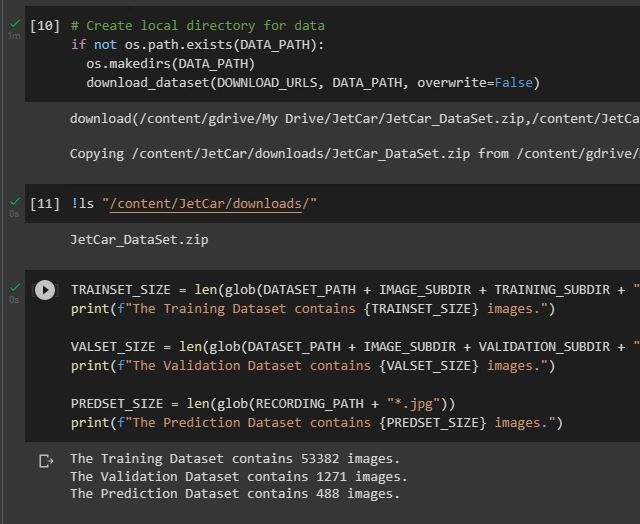 [10] # Create local directory for data
1m
if not os.path.exists(DATA_PATH):
os.makedirs(DATA_PATH)
download_dataset(DOWNLOAD_URLS, DATA_PATH, overwrite=False)
download(/content/gdrive/My Drive/JetCar/JetCar_DataSet.zip,/content/JetCa
Copying /content/JetCar/downloads/JetCar_DataSet.zip from /content/gdrive/
[11] !ls "/content/JetCar/downloads/"
0s
JetCar_DataSet.zip
TRAINSET_SIZE = len(glob(DATASET_PATH + IMAGE_SUBDIR + TRAINING_SUBDIR + "
0s
print(f"The Training Dataset contains {TRAINSET_SIZE} images.")
VALSET_SIZE = len(glob(DATASET_PATH + IMAGE_SUBDIR + VALIDATION_SUBDIR + "
print(f"The Validation Dataset contains {VALSET_SIZE} images.")
PREDSET_SIZE = len(glob(RECORDING_PATH + "*.jpg"))
print(f"The Prediction Dataset contains {PREDSET_SIZE} images.")
The Training Dataset contains 53382 images.
The Validation Dataset contains 1271 images.
The Prediction Dataset contains 488 images.